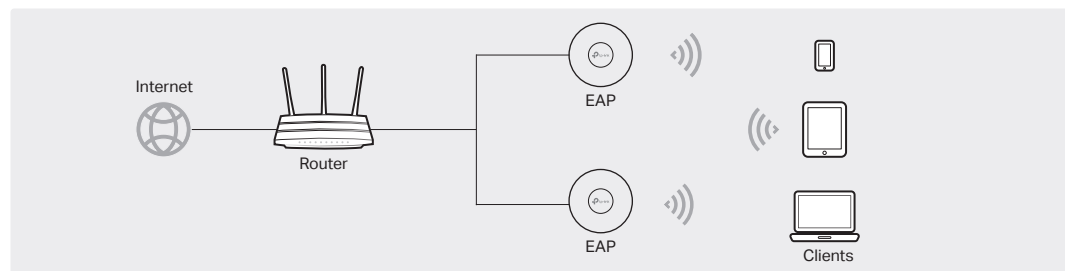 Internet
Router
EAP
EAP
Clients